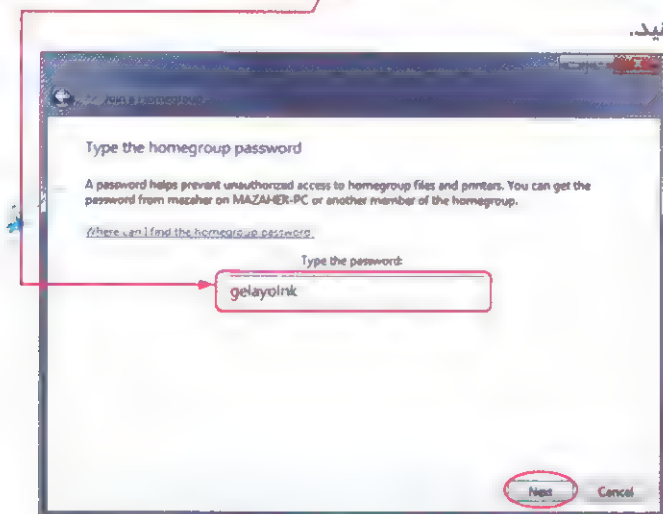 نید.
Join a Homegroup
Type the homegroup password
A password helps prevent unauthorized access to homegroup files and printers. You can get the
password from mazaher on MAZAHER-PC or another member of the homegroup.
Where can I find the homegroup password
Type the password:
gelayolnk
Next
Cancel